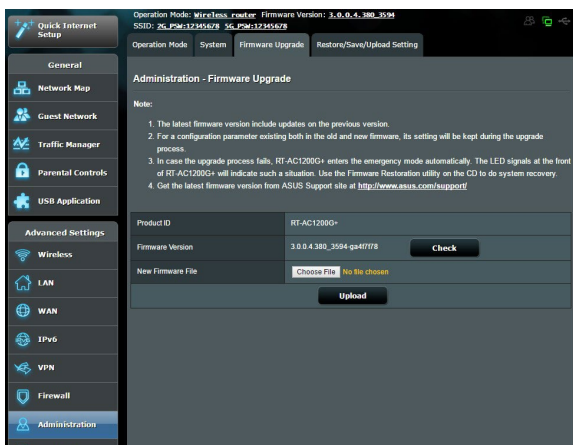 Quick Internet
Setup
Operation Mode: Wireless router Firmware Version: 3.0.0.4.380_3594
SSID: 2G_PSW:12345678 5G_PSW:12345678
Operation Mode System Firmware Upgrade Restore/Save/Upload Setting
General
Network Map
Guest Network
Traffic Manager
Parental Controls
USB Application
Advanced Settings
Wireless
LAN
WAN
IPv6
VPN
Firewall
Administration
Administration - Firmware Upgrade
Note:
1. The latest firmware version include updates on the previous version.
2. For a configuration parameter existing both in the old and new firmware, its setting will be kept during the upgrade
process.
3. In case the upgrade process fails, RT-AC1200G+ enters the emergency mode automatically. The LED signals at the front
of RT-AC1200G+ will indicate such a situation. Use the Firmware Restoration utility on the CD to do system recovery.
4. Get the latest firmware version from ASUS Support site at http://www.asus.com/support/
Product ID RT-AC1200G+
Firmware Version 3.0.0.4.380_3594-ga4f7f78 Check
New Firmware File Choose File No file chosen
Upload